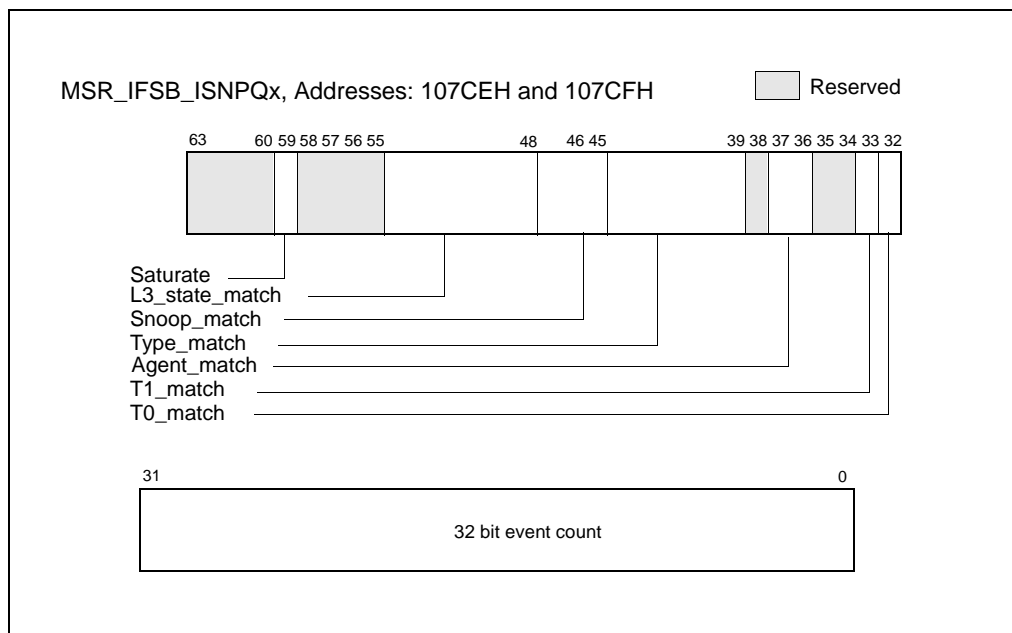 MSR_IFSB_ISNPQx, Addresses: 107CEH and 107CFH
Reserved
63 60 59 58 57 56 55 48 46 45 39 38 37 36 35 34 33 32
Saturate
L3_state_match
Snoop_match
Type_match
Agent_match
T1_match
T0_match
31 0
32 bit event count